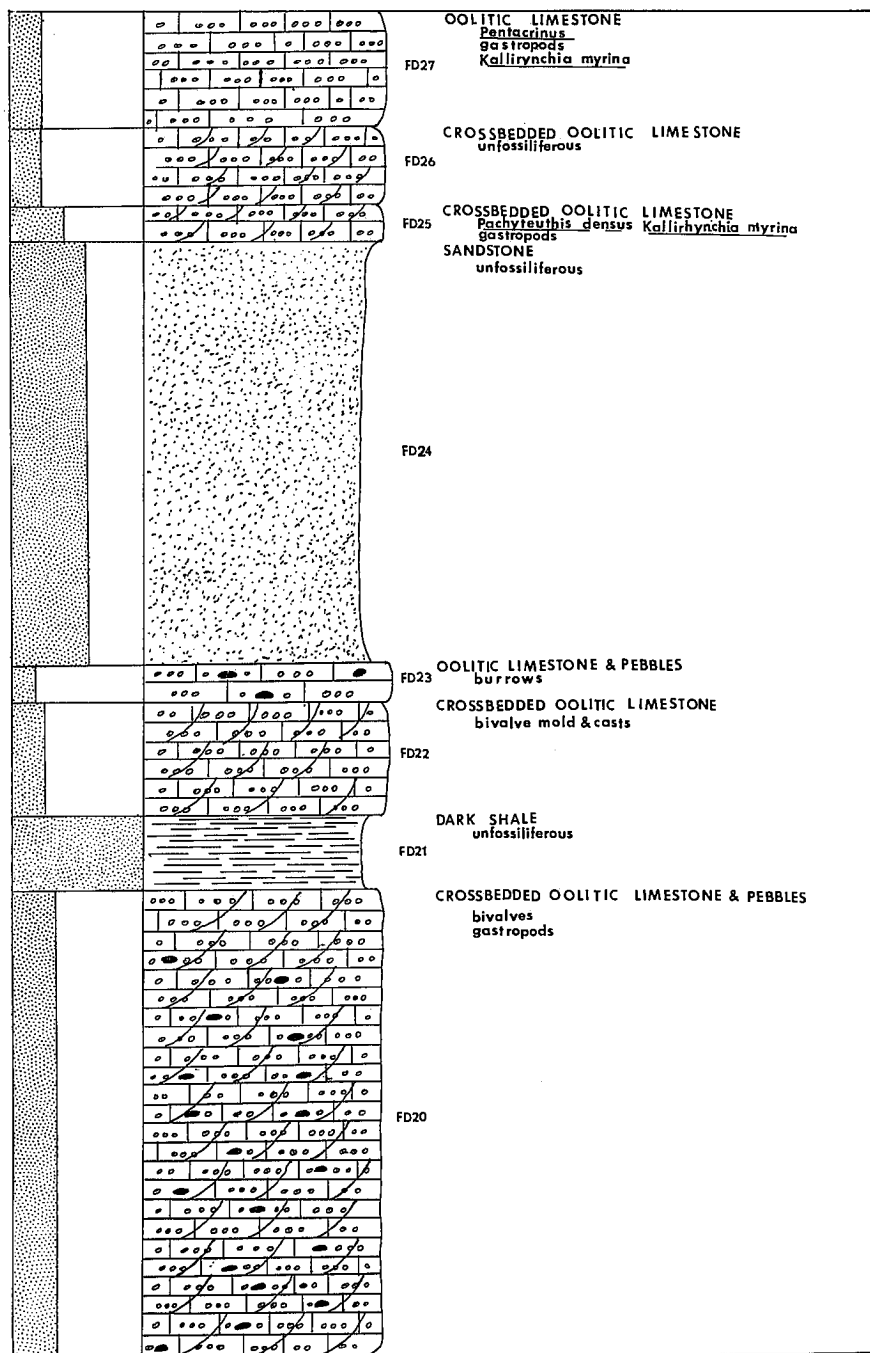 OOLITIC LIMESTONE
Pentacrinus
gastropods
Kallirynchia myrina
FD27
CROSSBEDDED OOLITIC LIMESTONE
unfossiliferous
FD26
CROSSBEDDED OOLITIC LIMESTONE
Pachyteuthis densus Kallirhynchia myrina
gastropods
FD25
SANDSTONE
unfossiliferous
FD24
OOLITIC LIMESTONE & PEBBLES
burrows
FD23
CROSSBEDDED OOLITIC LIMESTONE
bivalve mold & casts
FD22
DARK SHALE
unfossiliferous
FD21
CROSSBEDDED OOLITIC LIMESTONE & PEBBLES
bivalves
gastropods
FD20